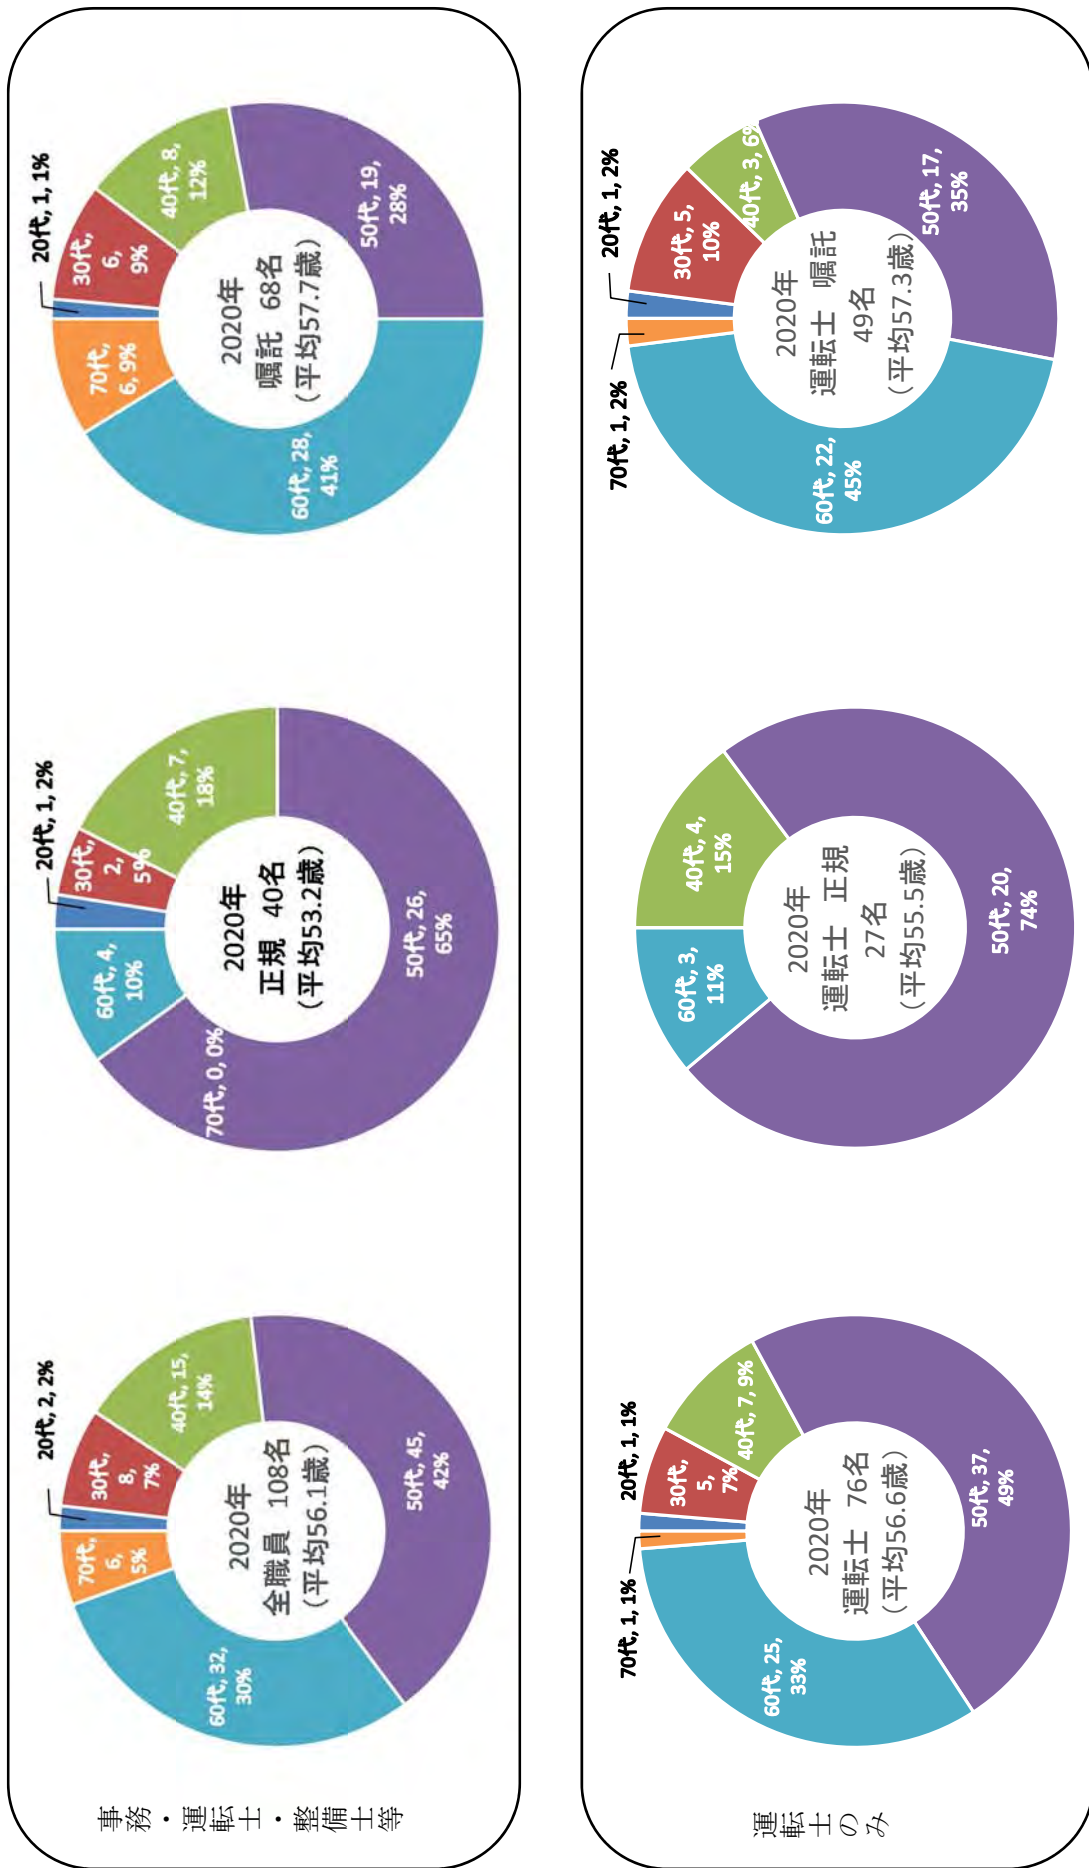 事務・運転士・整備士等
2020年
全職員 108名
(平均56.1歳)
20代, 2, 2%
30代,
8,
7%
40代, 15,
14%
50代, 45,
42%
60代, 32,
30%
70代,
6,
5%
2020年
正規 40名
(平均53.2歳)
20代, 1, 2%
30代,
2,
5%
40代, 7,
18%
50代, 26,
65%
60代, 4,
10%
70代, 0, 0%
2020年
嘱託 68名
(平均57.7歳)
20代, 1, 1%
30代,
6,
9%
40代, 8,
12%
50代, 19,
28%
60代, 28,
41%
70代,
6, 9%
運転士のみ
2020年
運転士 76名
(平均56.6歳)
20代, 1, 1%
30代,
5,
7%
40代, 7, 9%
50代, 37,
49%
60代, 25,
33%
70代, 1, 1%
2020年
運転士 正規
27名
(平均55.5歳)
40代, 4,
15%
50代, 20,
74%
60代, 3,
11%
2020年
運転士 嘱託
49名
(平均57.3歳)
20代, 1, 2%
30代, 5,
10%
40代, 3, 6%
50代, 17,
35%
60代, 22,
45%
70代, 1, 2%